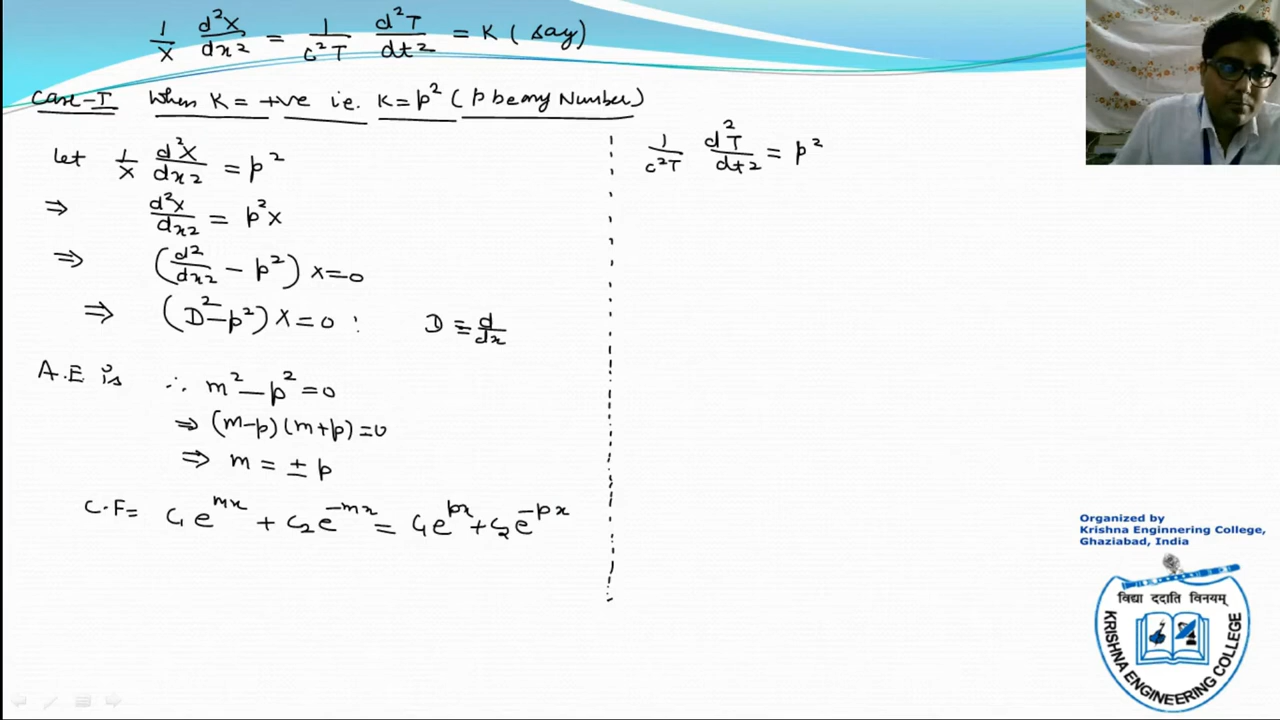 1/X d²X/dx² = 1/c²T d²T/dt² = K (say)
Case-I When K = +ve i.e. K = p² (p be any Number)
let 1/X d²X/dx² = p²
⇒ d²X/dx² = p²X
⇒ (d²/dx² - p²) X = 0
⇒ (D² - p²) X = 0 : D ≡ d/dx
A.E is ∴ m² - p² = 0
⇒ (m-p) (m+p) = 0
⇒ m = ± p
C.F = c₁e^mx + c₂e^-mx = c₁e^px + c₂e^-px
1/c²T d²T/dt² = p²
Organized by
Krishna Enginnering College,
Ghaziabad, India
विद्या ददाति विनयम्
KRISHNA ENGINEERING COLLEGE